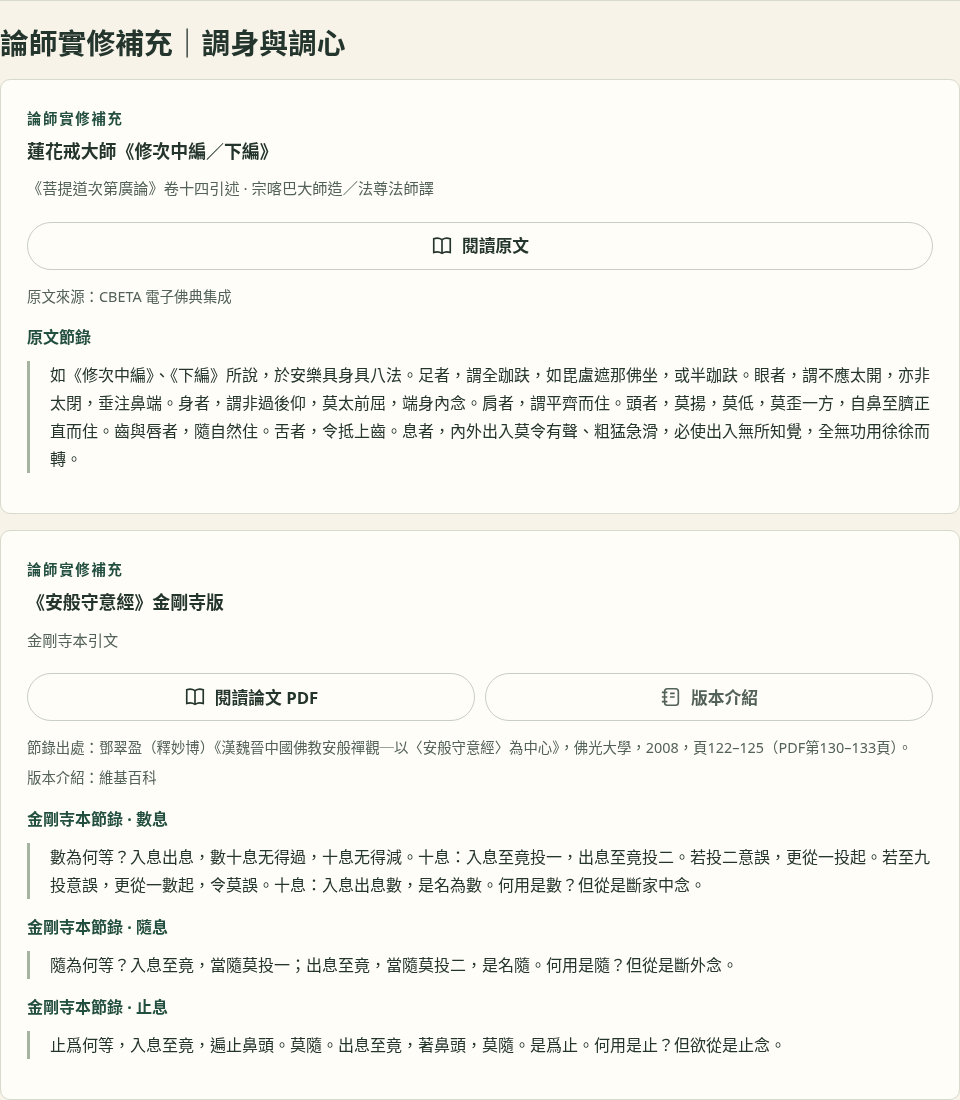 論師實修補充｜調身與調心
論師實修補充
蓮花戒大師《修次中編／下編》
《菩提道次第廣論》卷十四引述 · 宗喀巴大師造／法尊法師譯
閱讀原文
原文來源：CBETA 電子佛典集成
原文節錄
如《修次中編》、《下編》所說，於安樂具身具八法。足者，謂全跏趺，如毘盧遮那佛坐，或半跏趺。眼者，謂不應太開，亦非
太閉，垂注鼻端。身者，謂非過後仰，莫太前屈，端身內念。肩者，謂平齊而住。頭者，莫揚，莫低，莫歪一方，自鼻至臍正
直而住。齒與唇者，隨自然住。舌者，令抵上齒。息者，內外出入莫令有聲、粗猛急滑，必使出入無所知覺，全無功用徐徐而
轉。
論師實修補充
《安般守意經》金剛寺版
金剛寺本引文
閱讀論文 PDF
版本介紹
節錄出處：鄧翠盈（釋妙博）《漢魏晉中國佛教安般禪觀─以〈安般守意經〉為中心》，佛光大學，2008，頁122–125（PDF第130–133頁）。
版本介紹：維基百科
金剛寺本節錄 · 數息
數為何等？入息出息，數十息无得過，十息无得減。十息：入息至竟投一，出息至竟投二。若投二意誤，更從一投起。若至九
投意誤，更從一數起，令莫誤。十息：入息出息數，是名為數。何用是數？但從是斷家中念。
金剛寺本節錄 · 隨息
隨為何等？入息至竟，當隨莫投一；出息至竟，當隨莫投二，是名隨。何用是隨？但從是斷外念。
金剛寺本節錄 · 止息
止爲何等，入息至竟，遍止鼻頭。莫隨。出息至竟，著鼻頭，莫隨。是爲止。何用是止？但欲從是止念。